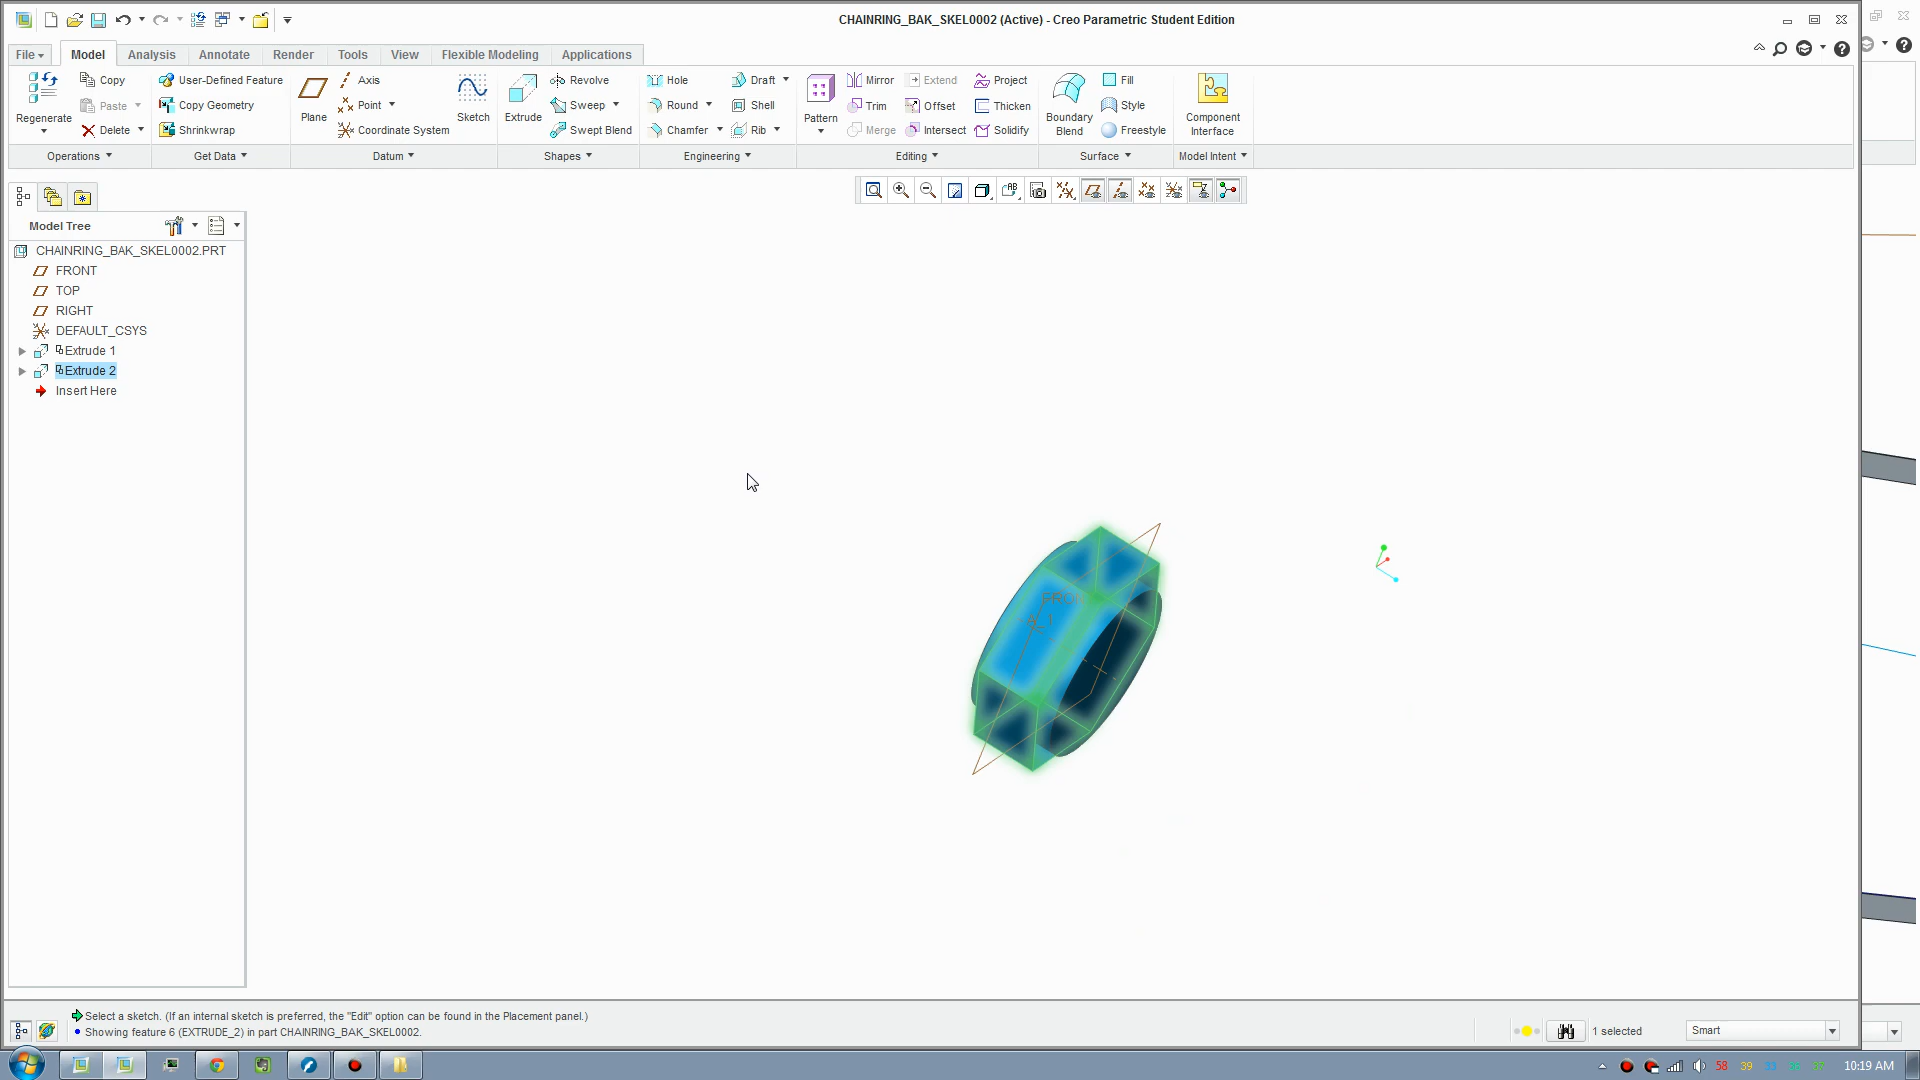 CHAINRING_BAK_SKEL0002 (Active) - Creo Parametric Student Edition
File Model Analysis Annotate Render Tools View Flexible Modeling Applications
Regenerate Copy Paste Delete
User-Defined Feature Copy Geometry Shrinkwrap
Plane Axis Point Coordinate System Sketch
Extrude Revolve Sweep Swept Blend
Hole Round Chamfer Draft Shell Rib
Pattern Mirror Trim Merge Extend Offset Intersect Project Thicken Solidify
Boundary Blend Fill Style Freestyle
Component Interface
Operations Get Data Datum Shapes Engineering Editing Surface Model Intent
Model Tree
CHAINRING_BAK_SKEL0002.PRT
FRONT
TOP
RIGHT
DEFAULT_CSYS
Extrude 1
Extrude 2
Insert Here
Select a sketch. (If an internal sketch is preferred, the "Edit" option can be found in the Placement panel.)
Showing feature 6 (EXTRUDE_2) in part CHAINRING_BAK_SKEL0002.
1 selected
Smart
58 39
10:19 AM